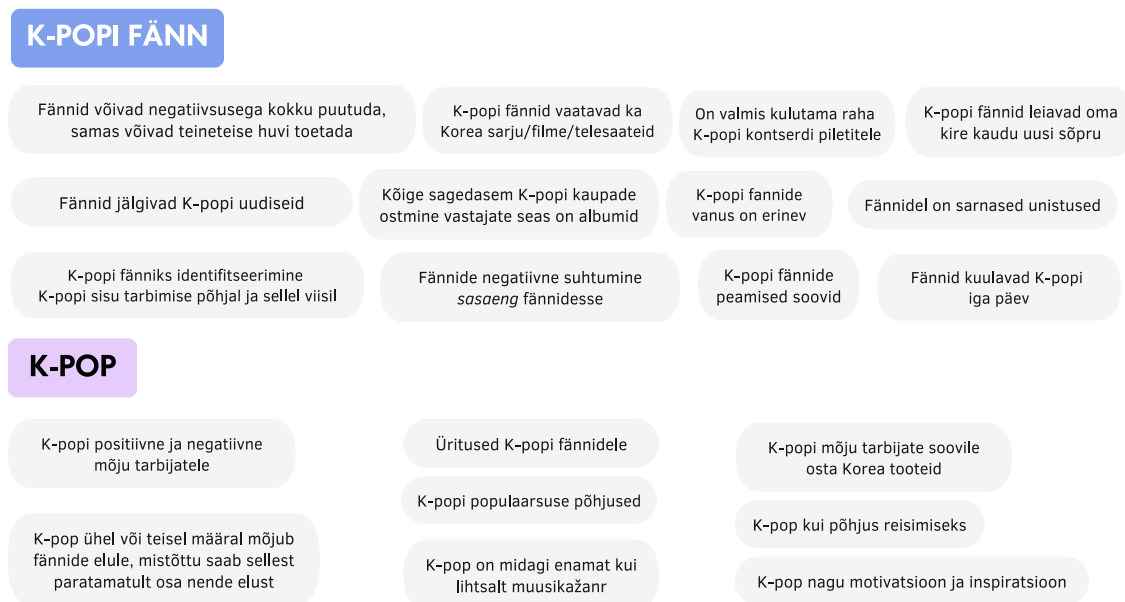 K-POPI FÄNN
Fännid võivad negatiivsusega kokku puutuda,
samas võivad teineteise huvi toetada
K-popi fännid vaatavad ka
Korea sarju/filme/telesaateid
On valmis kulutama raha
K-popi kontserdi piletitele
K-popi fännid leiavad oma
kire kaudu uusi sõpru
Fännid jälgivad K-popi uudiseid
Kõige sagedasem K-popi kaupade
ostmine vastajate seas on albumid
K-popi fannide
vanus on erinev
Fännidel on sarnased unistused
K-popi fänniks identifitseerimine
K-popi sisu tarbimise põhjal ja sellel viisil
Fännide negatiivne suhtumine
sasaeng fännidesse
K-popi fännide
peamised soovid
Fännid kuulavad K-popi
iga päev
K-POP
K-popi positiivne ja negatiivne
mõju tarbijatele
Üritused K-popi fännidele
K-popi mõju tarbijate soovile
osta Korea tooteid
K-popi populaarsuse põhjused
K-pop kui põhjus reisimiseks
K-pop ühel või teisel määral mõjub
fännide elule, mistõttu saab sellest
paratamatult osa nende elust
K-pop on midagi enamat kui
lihtsalt muusikažanr
K-pop nagu motivatsioon ja inspiratsioon